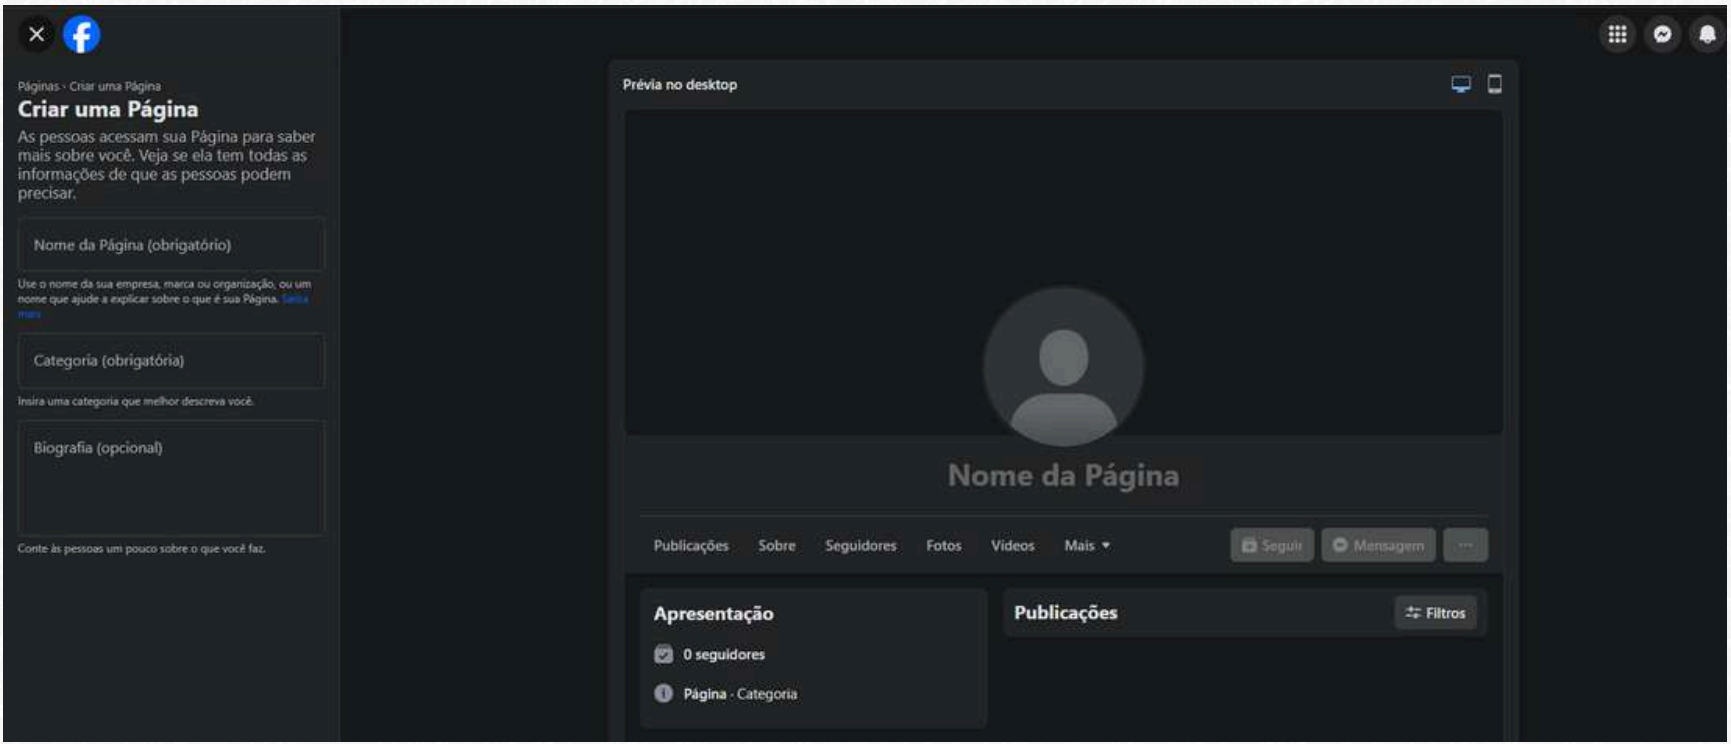 Páginas · Criar uma Página
Criar uma Página
As pessoas acessam sua Página para saber
mais sobre você. Veja se ela tem todas as
informações de que as pessoas podem
precisar.
Nome da Página (obrigatório)
Use o nome da sua empresa, marca ou organização, ou um
nome que ajude a explicar sobre o que é sua Página. Saiba
mais
Categoria (obrigatória)
Insira uma categoria que melhor descreva você.
Biografia (opcional)
Conte às pessoas um pouco sobre o que você faz.
Prévia no desktop
Nome da Página
Publicações Sobre Seguidores Fotos Vídeos Mais
Seguir Mensagem ...
Apresentação
0 seguidores
Página · Categoria
Publicações
Filtros